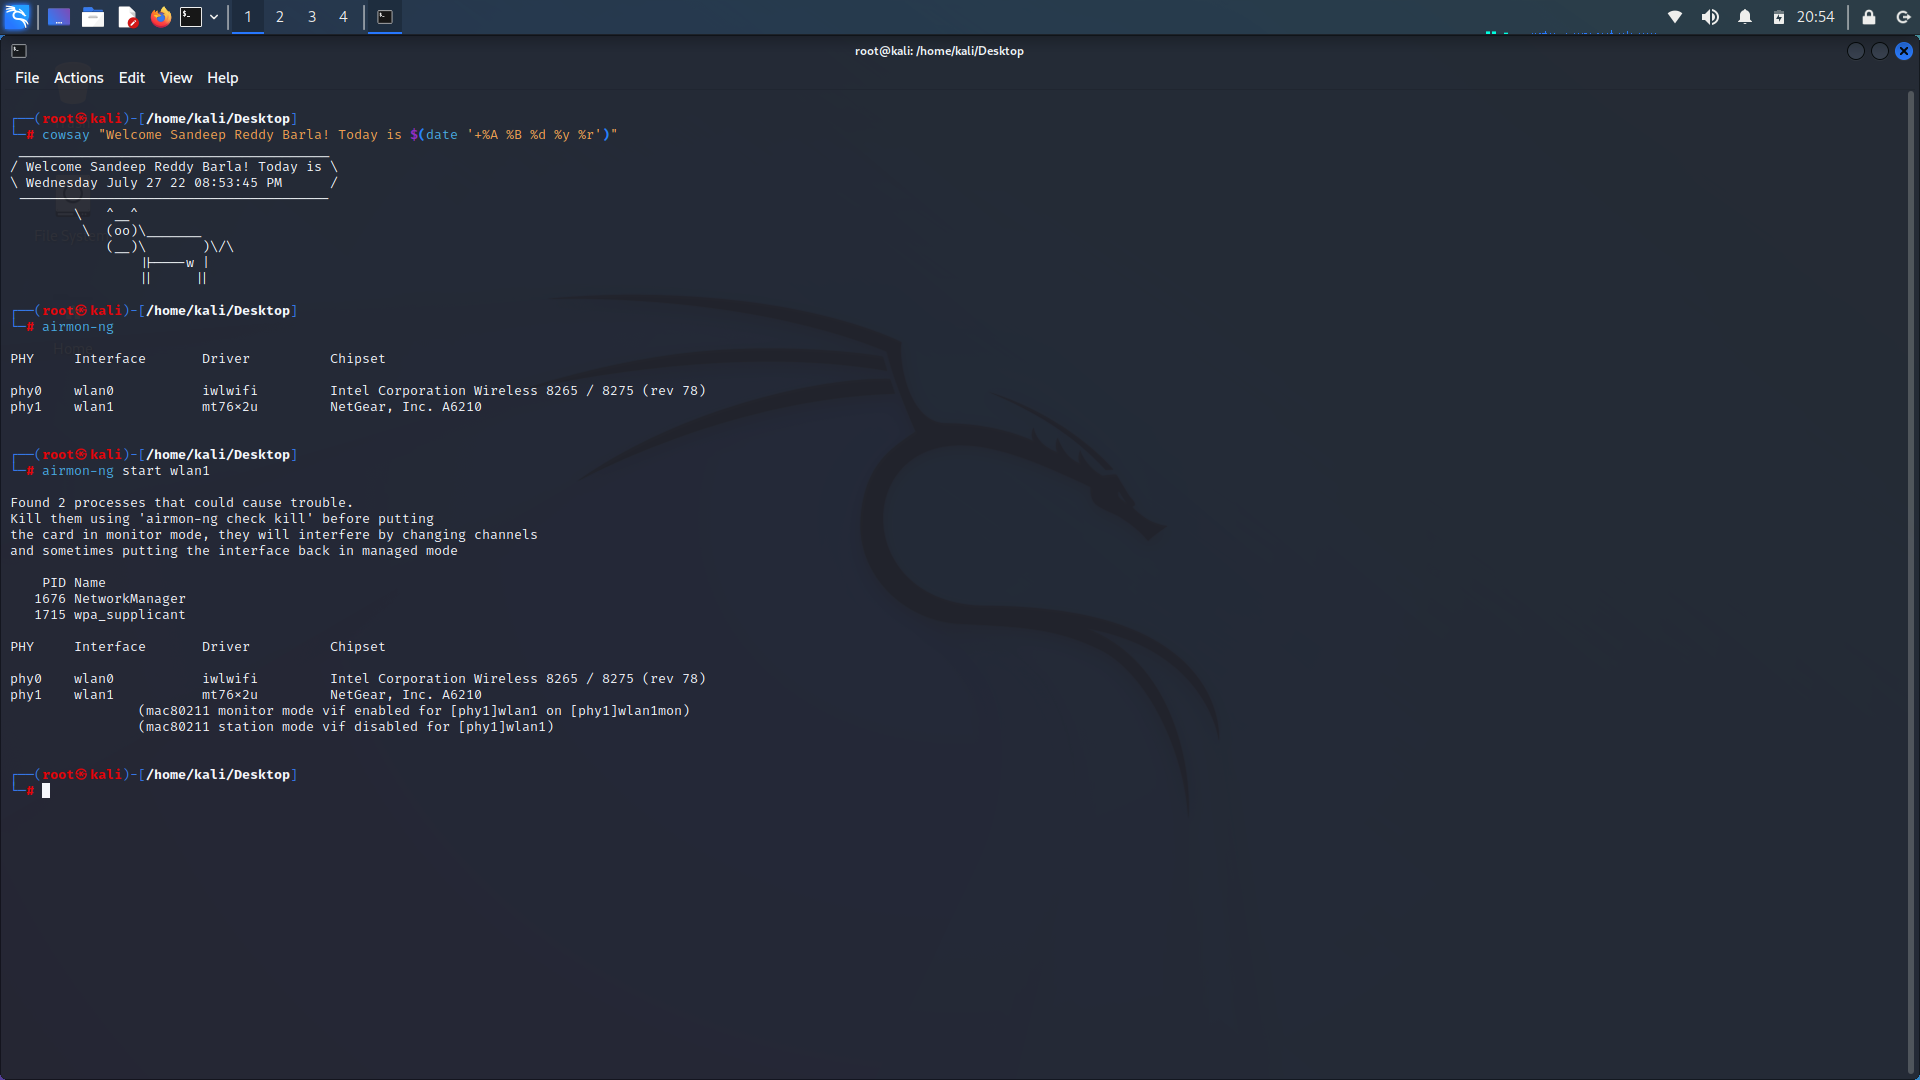 1 2 3 4
20:54
root@kali: /home/kali/Desktop
File Actions Edit View Help
┌──(root㉿kali)-[/home/kali/Desktop]
└─# cowsay "Welcome Sandeep Reddy Barla! Today is $(date '+%A %B %d %y %r')"
/ Welcome Sandeep Reddy Barla! Today is \
\ Wednesday July 27 22 08:53:45 PM /
\ ^__^
\ (oo)\_______
(__)\ )\/\
||----w |
|| ||
┌──(root㉿kali)-[/home/kali/Desktop]
└─# airmon-ng
PHY Interface Driver Chipset
phy0 wlan0 iwlwifi Intel Corporation Wireless 8265 / 8275 (rev 78)
phy1 wlan1 mt76×2u NetGear, Inc. A6210
┌──(root㉿kali)-[/home/kali/Desktop]
└─# airmon-ng start wlan1
Found 2 processes that could cause trouble.
Kill them using 'airmon-ng check kill' before putting
the card in monitor mode, they will interfere by changing channels
and sometimes putting the interface back in managed mode
PID Name
1676 NetworkManager
1715 wpa_supplicant
PHY Interface Driver Chipset
phy0 wlan0 iwlwifi Intel Corporation Wireless 8265 / 8275 (rev 78)
phy1 wlan1 mt76×2u NetGear, Inc. A6210
(mac80211 monitor mode vif enabled for [phy1]wlan1 on [phy1]wlan1mon)
(mac80211 station mode vif disabled for [phy1]wlan1)
┌──(root㉿kali)-[/home/kali/Desktop]
└─#